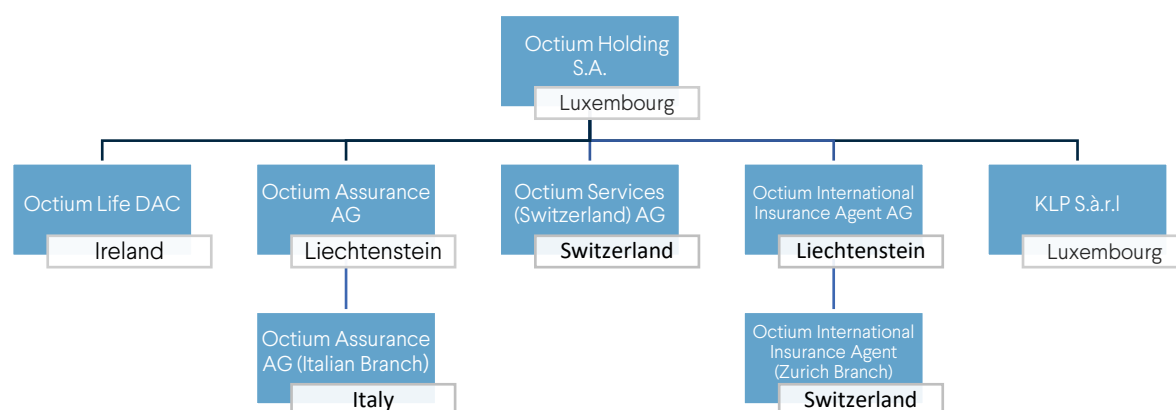 Octium Holding
S.A.
Luxembourg
Octium Life DAC
Ireland
Octium Assurance
AG
Liechtenstein
Octium Services
(Switzerland) AG
Switzerland
Octium International
Insurance Agent AG
Liechtenstein
KLP S.à.r.l
Luxembourg
Octium Assurance
AG (Italian Branch)
Italy
Octium International
Insurance Agent
(Zurich Branch)
Switzerland